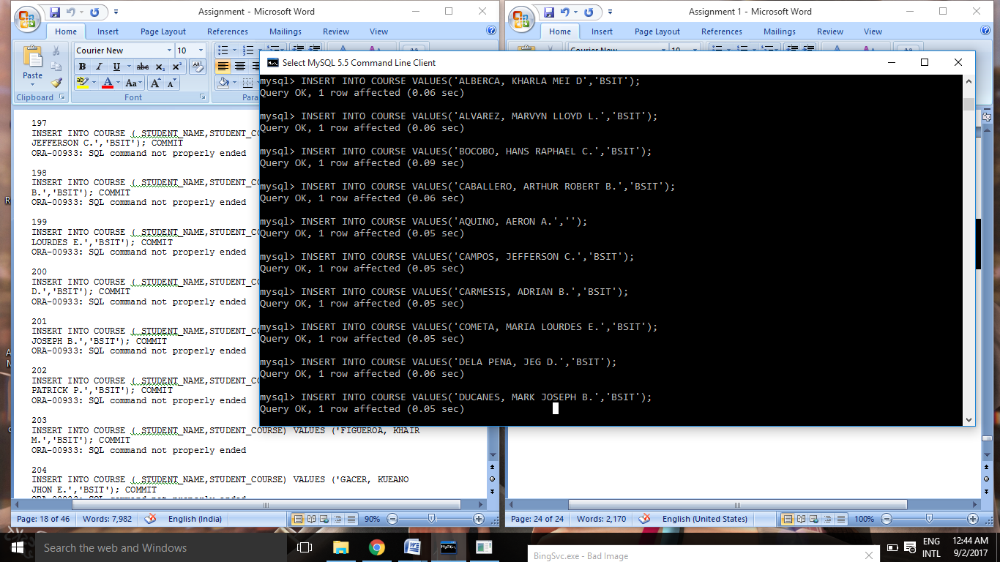 Assignment - Microsoft Word
Assignment 1 - Microsoft Word
Home Insert Page Layout References Mailings Review View
Home Insert Page Layout References Mailings Review View
Courier New 10
Courier New 10
Paste
B I U abc x₂ x² Aa
ab A A A
Clipboard Font Para
197
INSERT INTO COURSE ( STUDENT_NAME,STUDENT_CO
JEFFERSON C.','BSIT'); COMMIT
ORA-00933: SQL command not properly ended
198
INSERT INTO COURSE ( STUDENT_NAME,STUDENT_CO
B.','BSIT'); COMMIT
ORA-00933: SQL command not properly ended
199
INSERT INTO COURSE ( STUDENT_NAME,STUDENT_CO
LOURDES E.','BSIT'); COMMIT
ORA-00933: SQL command not properly ended
200
INSERT INTO COURSE ( STUDENT_NAME,STUDENT_CO
D.','BSIT'); COMMIT
ORA-00933: SQL command not properly ended
201
INSERT INTO COURSE ( STUDENT_NAME,STUDENT_CO
JOSEPH B.','BSIT'); COMMIT
ORA-00933: SQL command not properly ended
202
INSERT INTO COURSE ( STUDENT_NAME,STUDENT_CO
PATRICK P.','BSIT'); COMMIT
ORA-00933: SQL command not properly ended
203
INSERT INTO COURSE ( STUDENT_NAME,STUDENT_COURSE) VALUES ('FIGUEROA, KHAIR
M.','BSIT'); COMMIT
ORA-00933: SQL command not properly ended
204
INSERT INTO COURSE ( STUDENT_NAME,STUDENT_COURSE) VALUES ('GACER, KUEANO
JHON E.','BSIT'); COMMIT
ORA-00933: SQL command not properly ended
Select MySQL 5.5 Command Line Client
mysql> INSERT INTO COURSE VALUES('ALBERCA, KHARLA MEI D','BSIT');
Query OK, 1 row affected (0.06 sec)
mysql> INSERT INTO COURSE VALUES('ALVAREZ, MARVYN LLOYD L.','BSIT');
Query OK, 1 row affected (0.06 sec)
mysql> INSERT INTO COURSE VALUES('BOCOBO, HANS RAPHAEL C.','BSIT');
Query OK, 1 row affected (0.09 sec)
mysql> INSERT INTO COURSE VALUES('CABALLERO, ARTHUR ROBERT B.','BSIT');
Query OK, 1 row affected (0.06 sec)
mysql> INSERT INTO COURSE VALUES('AQUINO, AERON A.','');
Query OK, 1 row affected (0.05 sec)
mysql> INSERT INTO COURSE VALUES('CAMPOS, JEFFERSON C.','BSIT');
Query OK, 1 row affected (0.05 sec)
mysql> INSERT INTO COURSE VALUES('CARMESIS, ADRIAN B.','BSIT');
Query OK, 1 row affected (0.05 sec)
mysql> INSERT INTO COURSE VALUES('COMETA, MARIA LOURDES E.','BSIT');
Query OK, 1 row affected (0.05 sec)
mysql> INSERT INTO COURSE VALUES('DELA PENA, JEG D.','BSIT');
Query OK, 1 row affected (0.06 sec)
mysql> INSERT INTO COURSE VALUES('DUCANES, MARK JOSEPH B.','BSIT');
Query OK, 1 row affected (0.05 sec)
Page: 18 of 46 Words: 7,982 English (India) 90%
Page: 24 of 24 Words: 2,170 English (United States) 100%
Search the web and Windows
BingSvc.exe - Bad Image
ENG
INTL
12:44 AM
9/2/2017